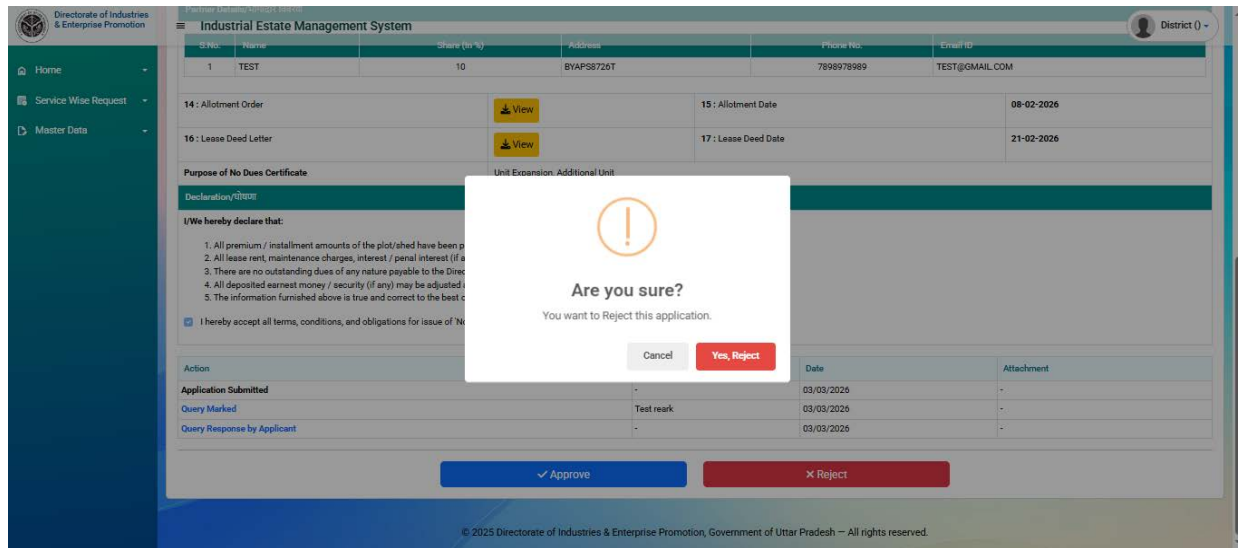 Directorate of Industries
& Enterprise Promotion
Partner Details/
Industrial Estate Management System
District ()
S.No. Name Share (in %) Address Phone No. Email ID
1 TEST 10 BYAPS8726T 7898978989 TEST@GMAIL.COM
Home
Service Wise Request
Master Data
14 : Allotment Order View 15 : Allotment Date 08-02-2026
16 : Lease Deed Letter View 17 : Lease Deed Date 21-02-2026
Purpose of No Dues Certificate Unit Expansion, Additional Unit
Declaration/घोषणा
I/We hereby declare that:
1. All premium / installment amounts of the plot/shed have been p
2. All lease rent, maintenance charges, interest / penal interest (if a
3. There are no outstanding dues of any nature payable to the Direc
4. All deposited earnest money / security (if any) may be adjusted
5. The information furnished above is true and correct to the best
I hereby accept all terms, conditions, and obligations for issue of 'No
Are you sure?
You want to Reject this application.
Cancel Yes, Reject
Action Date Attachment
Application Submitted - 03/03/2026 -
Query Marked Test reark 03/03/2026 -
Query Response by Applicant - 03/03/2026 -
Approve Reject
© 2025 Directorate of Industries & Enterprise Promotion, Government of Uttar Pradesh — All rights reserved.